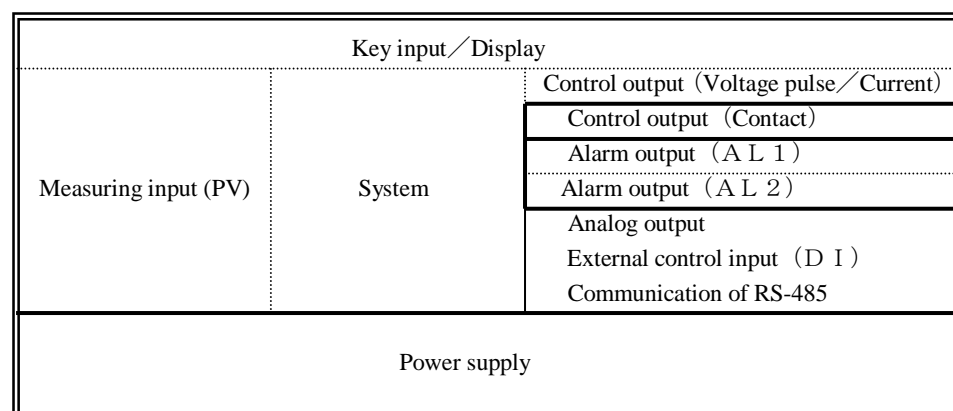 Key input／Display
Control output（Voltage pulse／Current）
Control output（Contact）
Alarm output（ＡＬ１）
Measuring input (PV) System Alarm output（ＡＬ２）
Analog output
External control input（ＤＩ）
Communication of RS-485
Power supply